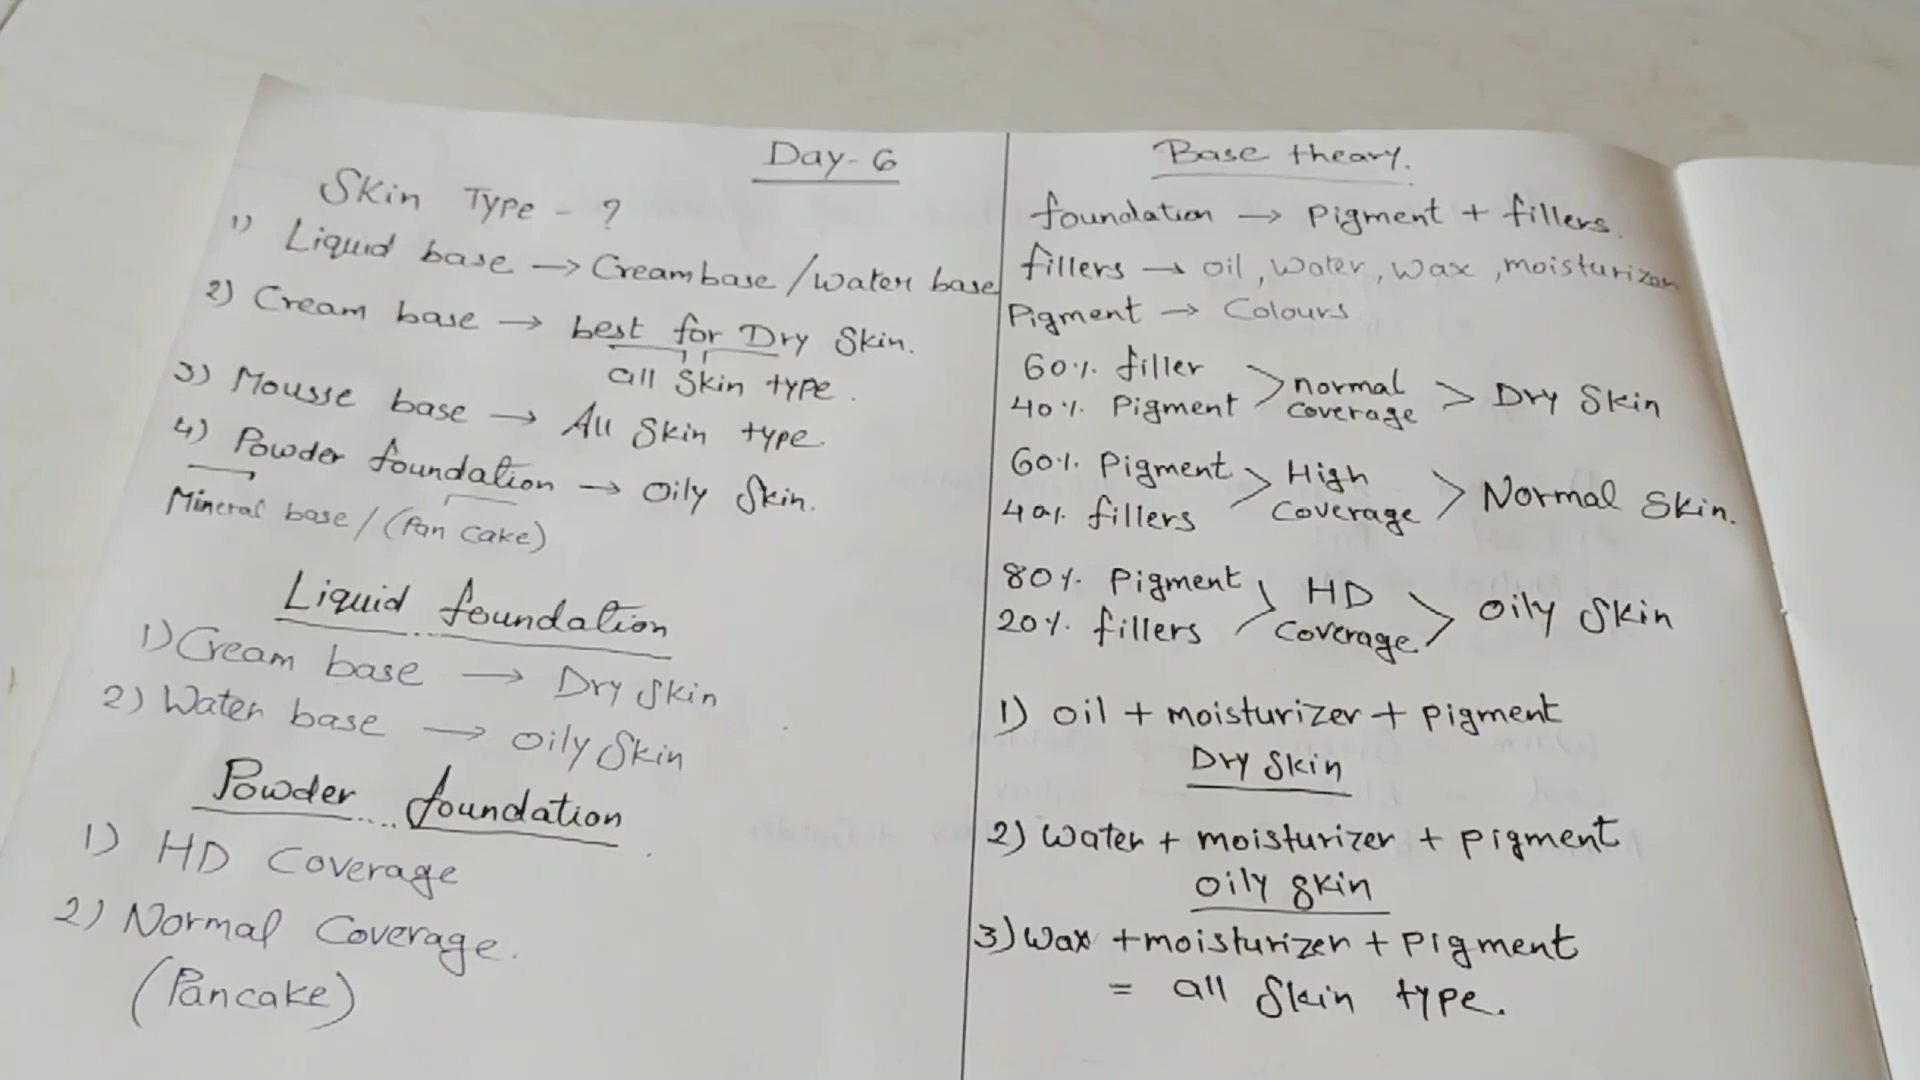 Day-6
Skin Type - ?
1) Liquid base → Creambase / Water base
2) Cream base → best for Dry Skin.
all Skin type.
3) Mousse base → All Skin type.
4) Powder foundation → oily Skin.
Mineral base / (Pan Cake)
Liquid foundation
1) Cream base → Dry Skin
2) Water base → oily Skin
Powder foundation
1) HD Coverage
2) Normal Coverage.
(Pancake)
Base theary.
foundation → Pigment + fillers.
fillers → oil, Water, Wax, moisturizer
Pigment → Colours
60% filler
40% Pigment > normal coverage > Dry Skin
60% Pigment
40% fillers > High Coverage > Normal Skin.
80% Pigment
20% fillers > HD Coverage > oily Skin
1) oil + moisturizer + pigment
Dry Skin
2) Water + moisturizer + pigment
oily skin
3) Wax + moisturizer + Pigment
= all Skin type.